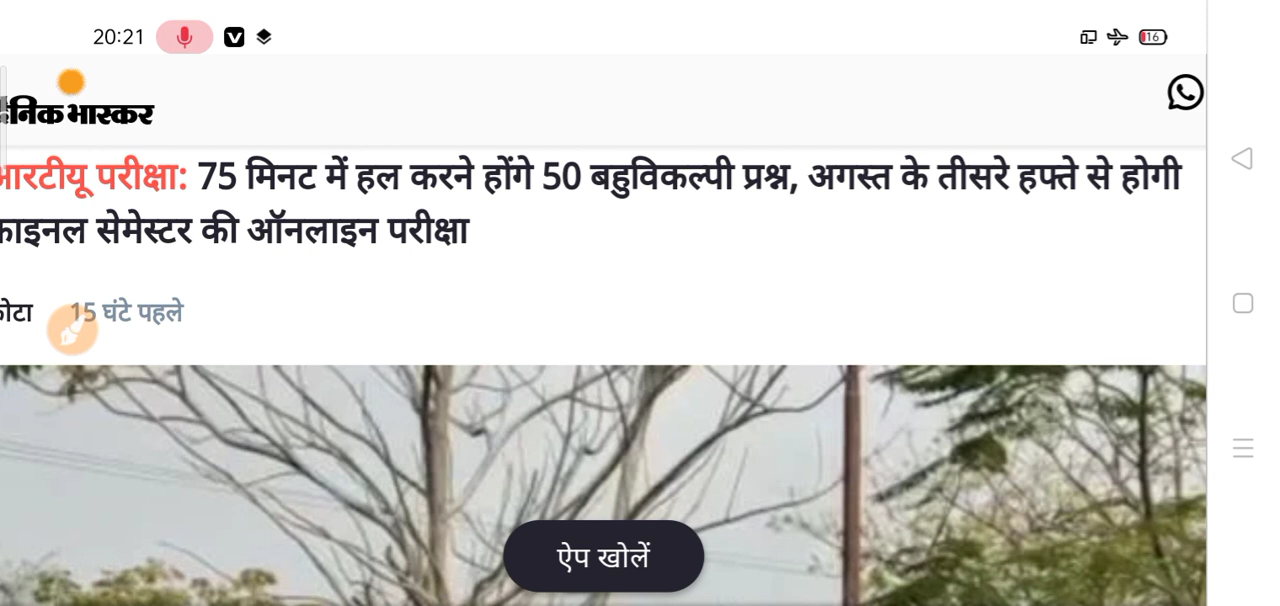 20:21
16
दैनिक भास्कर
आरटीयू परीक्षा: 75 मिनट में हल करने होंगे 50 बहुविकल्पी प्रश्न, अगस्त के तीसरे हफ्ते से होगी
फाइनल सेमेस्टर की ऑनलाइन परीक्षा
कोटा 15 घंटे पहले
ऐप खोलें